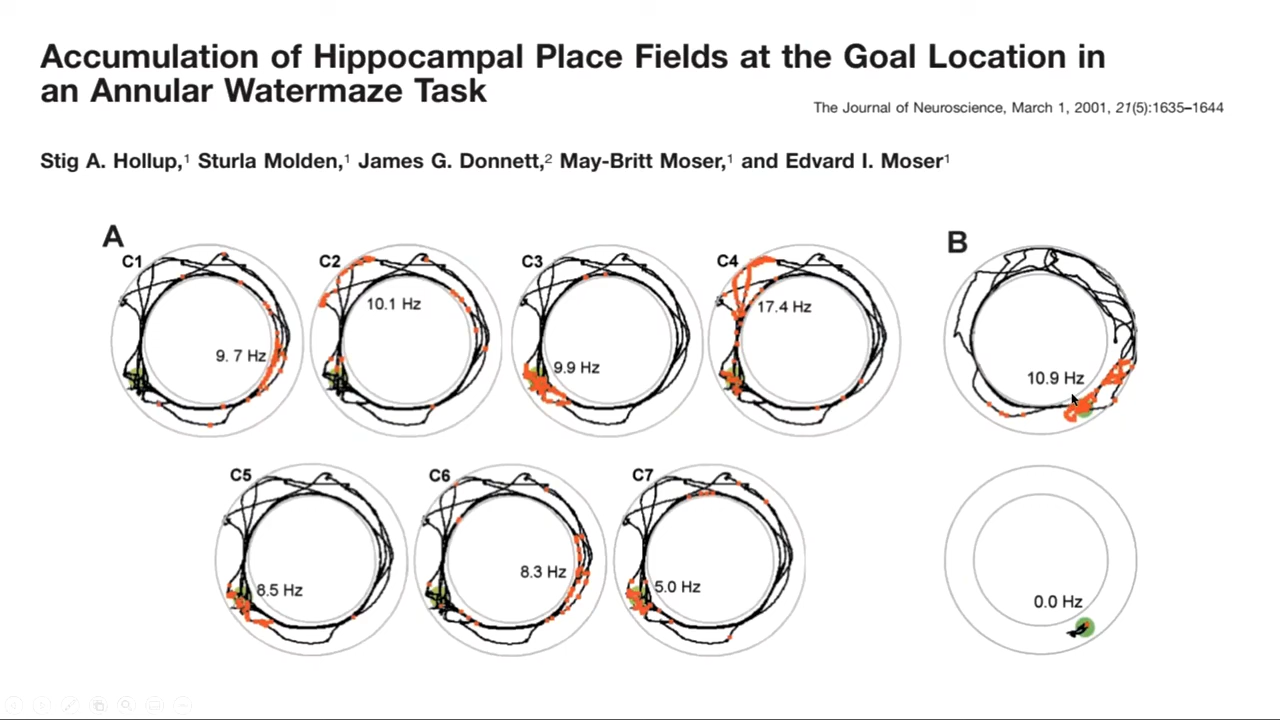 Accumulation of Hippocampal Place Fields at the Goal Location in
an Annular Watermaze Task
The Journal of Neuroscience, March 1, 2001, 21(5):1635–1644
Stig A. Hollup,¹ Sturla Molden,¹ James G. Donnett,² May-Britt Moser,¹ and Edvard I. Moser¹
A
B
C1
C2
C3
C4
10.1 Hz
17.4 Hz
9. 7 Hz
9.9 Hz
10.9 Hz
C5
C6
C7
8.5 Hz
8.3 Hz
5.0 Hz
0.0 Hz